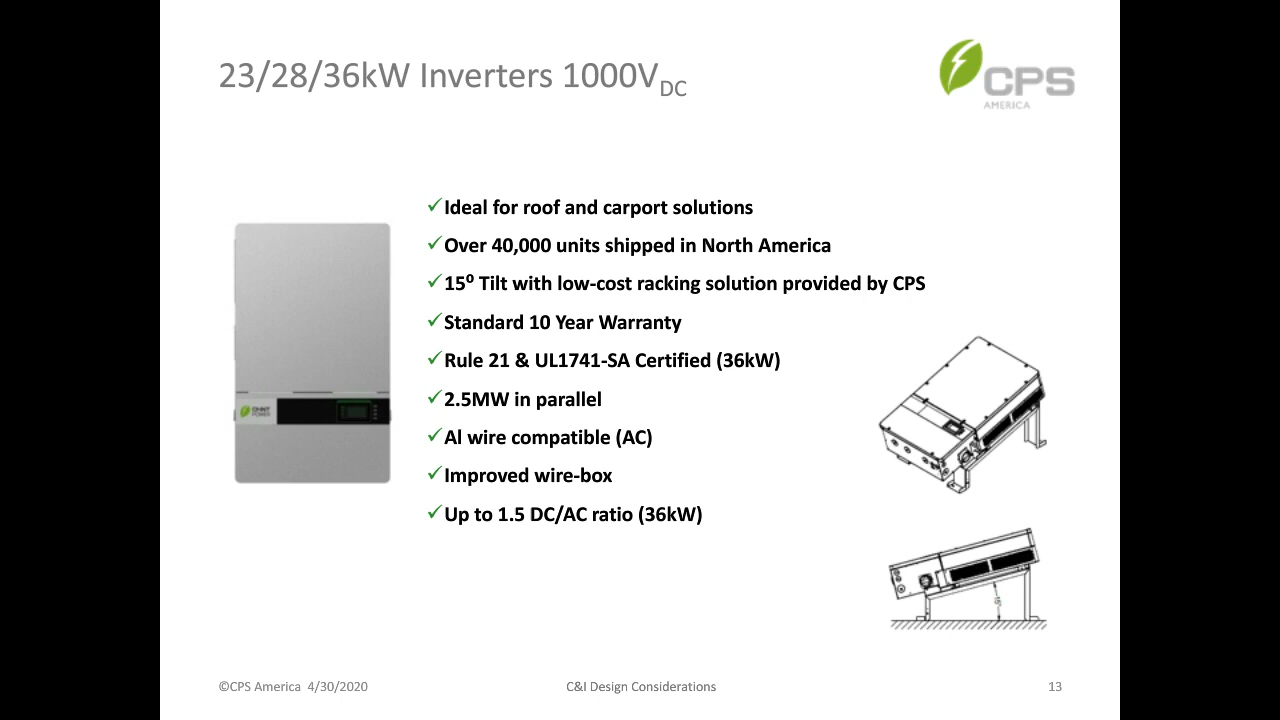 23/28/36kW Inverters 1000VDC
CPS
AMERICA
✓Ideal for roof and carport solutions
✓Over 40,000 units shipped in North America
✓15⁰ Tilt with low-cost racking solution provided by CPS
✓Standard 10 Year Warranty
✓Rule 21 & UL1741-SA Certified (36kW)
✓2.5MW in parallel
✓Al wire compatible (AC)
✓Improved wire-box
✓Up to 1.5 DC/AC ratio (36kW)
CHINT
POWER
15°
©CPS America 4/30/2020
C&I Design Considerations
13